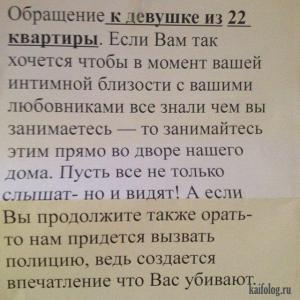 Обращение к девушке из 22
квартиры. Если Вам так
хочется чтобы в момент вашей
интимной близости с вашими
любовниками все знали чем вы
занимаетесь — то занимайтесь
этим прямо во дворе нашего
дома. Пусть все не только
слышат- но и видят! А если
Вы продолжите также орать-
то нам придется вызвать
полицию, ведь создается
впечатление что Вас убивают.
kaifolog.ru